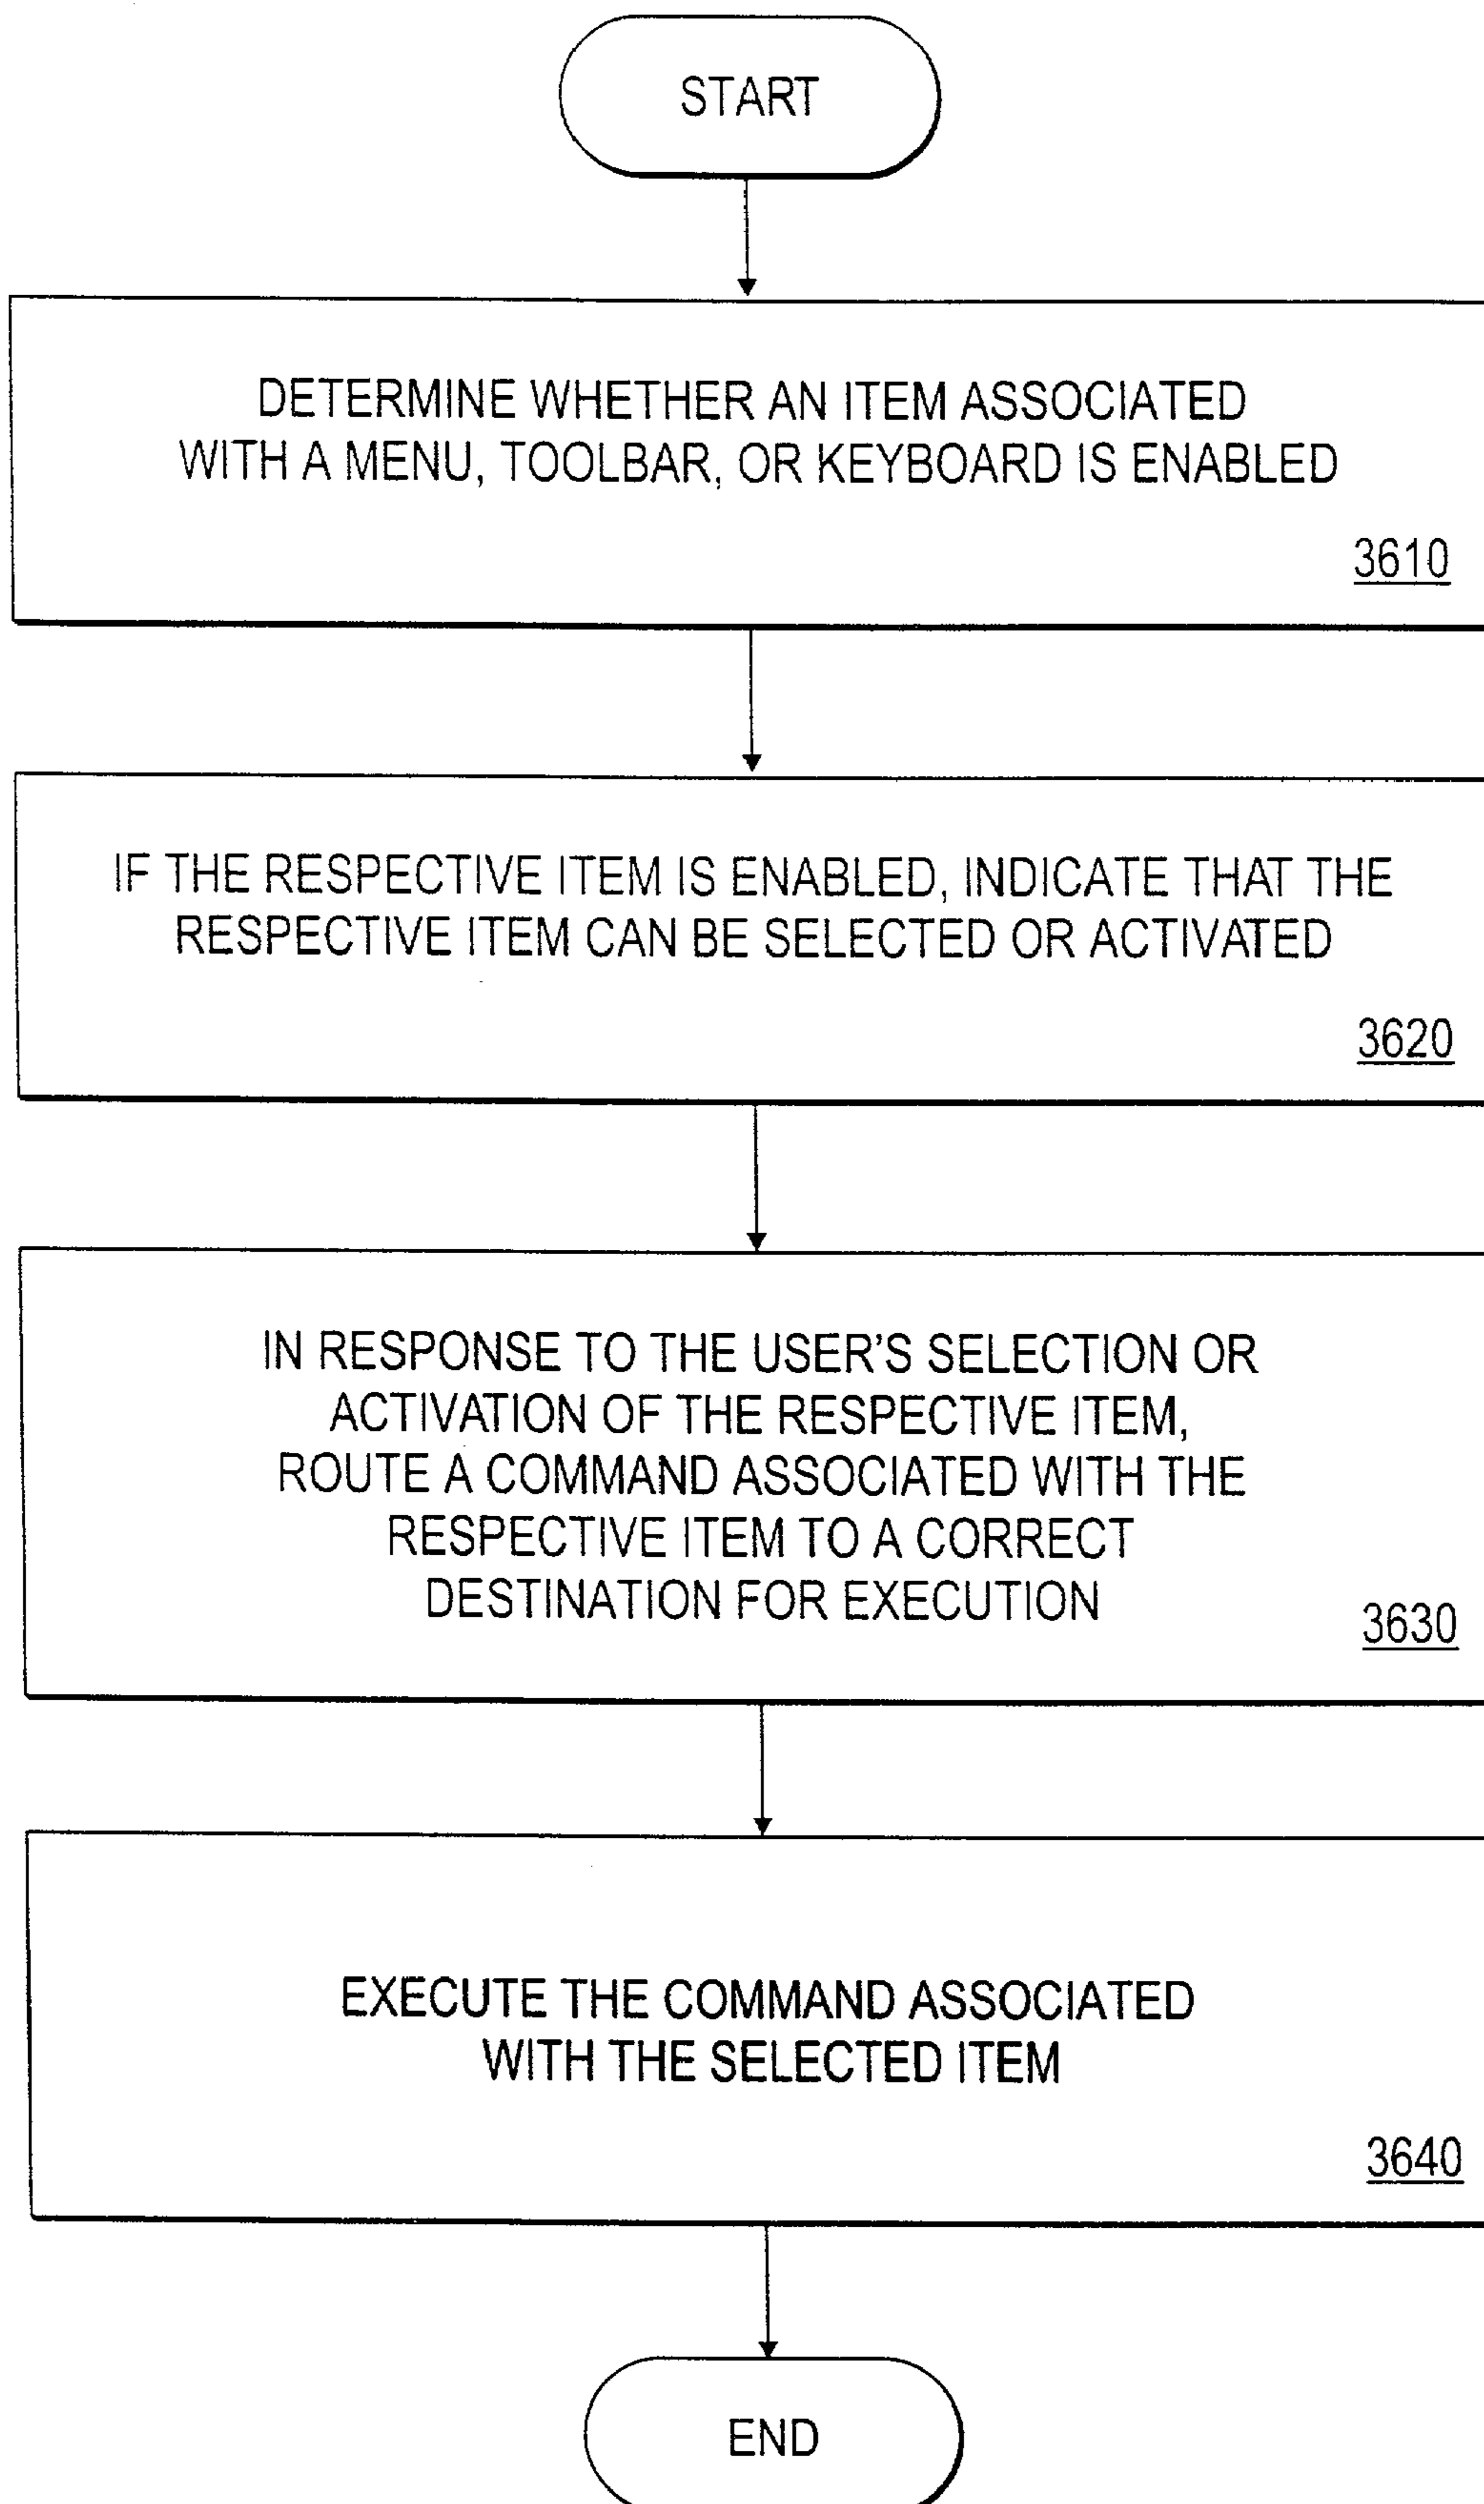 START
DETERMINE WHETHER AN ITEM ASSOCIATED
WITH A MENU, TOOLBAR, OR KEYBOARD IS ENABLED
3610
IF THE RESPECTIVE ITEM IS ENABLED, INDICATE THAT THE
RESPECTIVE ITEM CAN BE SELECTED OR ACTIVATED
3620
IN RESPONSE TO THE USER'S SELECTION OR
ACTIVATION OF THE RESPECTIVE ITEM,
ROUTE A COMMAND ASSOCIATED WITH THE
RESPECTIVE ITEM TO A CORRECT
DESTINATION FOR EXECUTION
3630
EXECUTE THE COMMAND ASSOCIATED
WITH THE SELECTED ITEM
3640
END